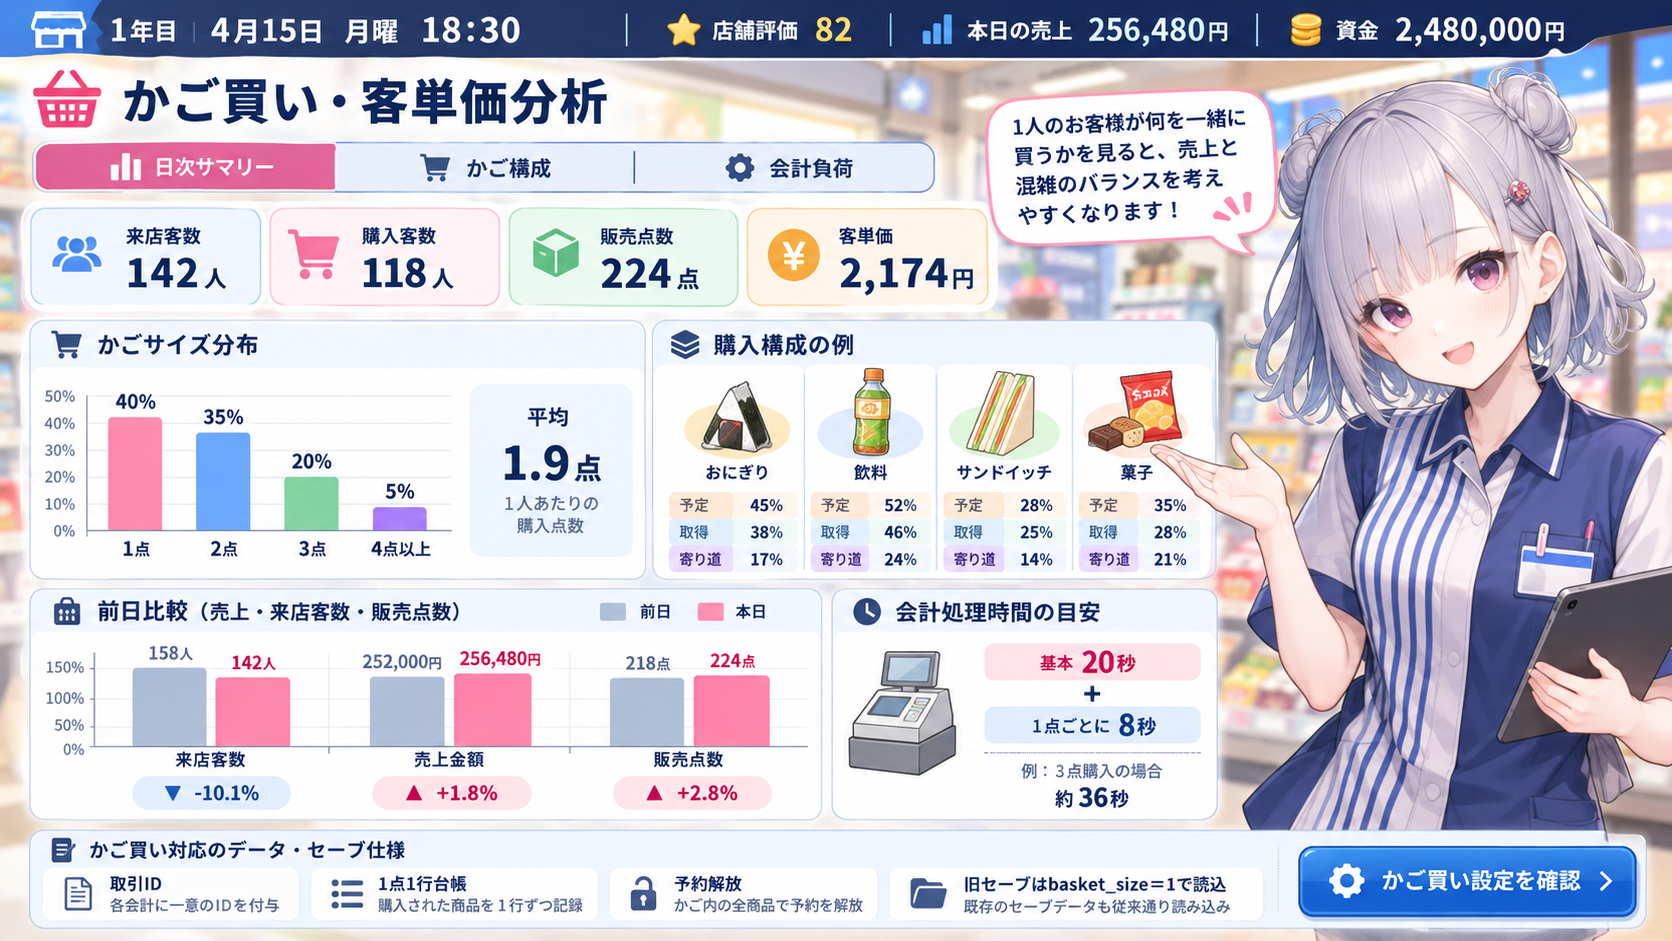 1年目 4月15日 月曜 18:30
店舗評価 82
本日の売上 256,480円
資金 2,480,000円
かご買い・客単価分析
日次サマリー
かご構成
会計負荷
1人のお客様が何を一緒に
買うかを見ると、売上と
混雑のバランスを考え
やすくなります！
来店客数
142人
購入客数
118人
販売点数
224点
客単価
2,174円
かごサイズ分布
50%
40%
30%
20%
10%
0%
40%
35%
20%
5%
1点
2点
3点
4点以上
平均
1.9点
1人あたりの
購入点数
購入構成の例
スナック
おにぎり
飲料
サンドイッチ
菓子
予定 45%
取得 38%
寄り道 17%
予定 52%
取得 46%
寄り道 24%
予定 28%
取得 25%
寄り道 14%
予定 35%
取得 28%
寄り道 21%
前日比較（売上・来店客数・販売点数）
前日
本日
150%
100%
50%
0%
158人
142人
252,000円
256,480円
218点
224点
来店客数
売上金額
販売点数
▼ -10.1%
▲ +1.8%
▲ +2.8%
会計処理時間の目安
基本 20秒
+
1点ごとに 8秒
例：3点購入の場合
約36秒
かご買い対応のデータ・セーブ仕様
取引ID
各会計に一意のIDを付与
1点1行台帳
購入された商品を1行ずつ記録
予約解放
かご内の全商品で予約を解放
旧セーブはbasket_size＝1で読込
既存のセーブデータも従来通り読み込み
かご買い設定を確認